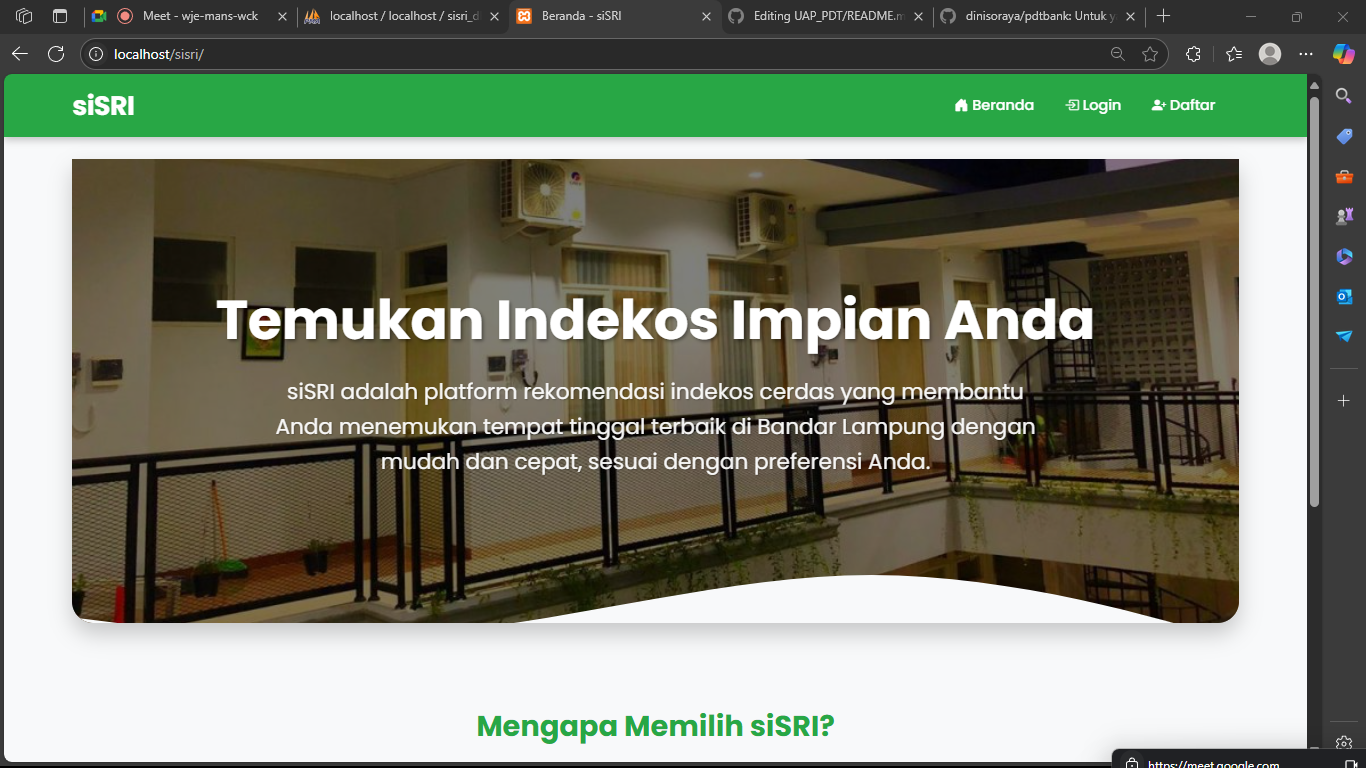 Meet - wje-mans-wck
localhost / localhost / sisri_d
Beranda - siSRI
Editing UAP_PDT/README.m
dinisoraya/pdtbank: Untuk y
localhost/sisri/
siSRI
Beranda
Login
Daftar
Temukan Indekos Impian Anda
siSRI adalah platform rekomendasi indekos cerdas yang membantu
Anda menemukan tempat tinggal terbaik di Bandar Lampung dengan
mudah dan cepat, sesuai dengan preferensi Anda.
Mengapa Memilih siSRI?
https://meet.google.com